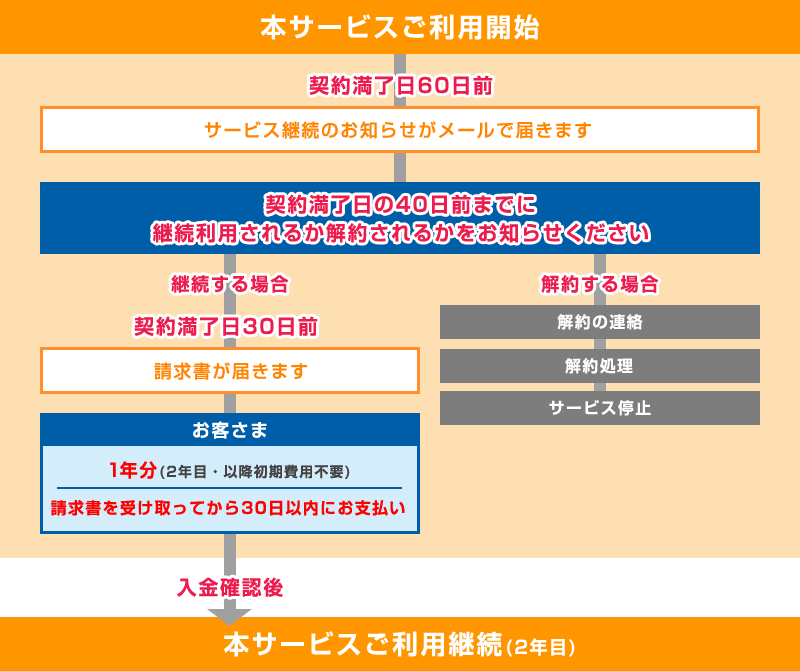 本サービスご利用開始
契約満了日60日前
サービス継続のお知らせがメールで届きます
契約満了日の40日前までに
継続利用されるか解約されるかをお知らせください
継続する場合
契約満了日30日前
請求書が届きます
お客さま
1年分(2年目・以降初期費用不要)
請求書を受け取ってから30日以内にお支払い
解約する場合
解約の連絡
解約処理
サービス停止
入金確認後
本サービスご利用継続(2年目)